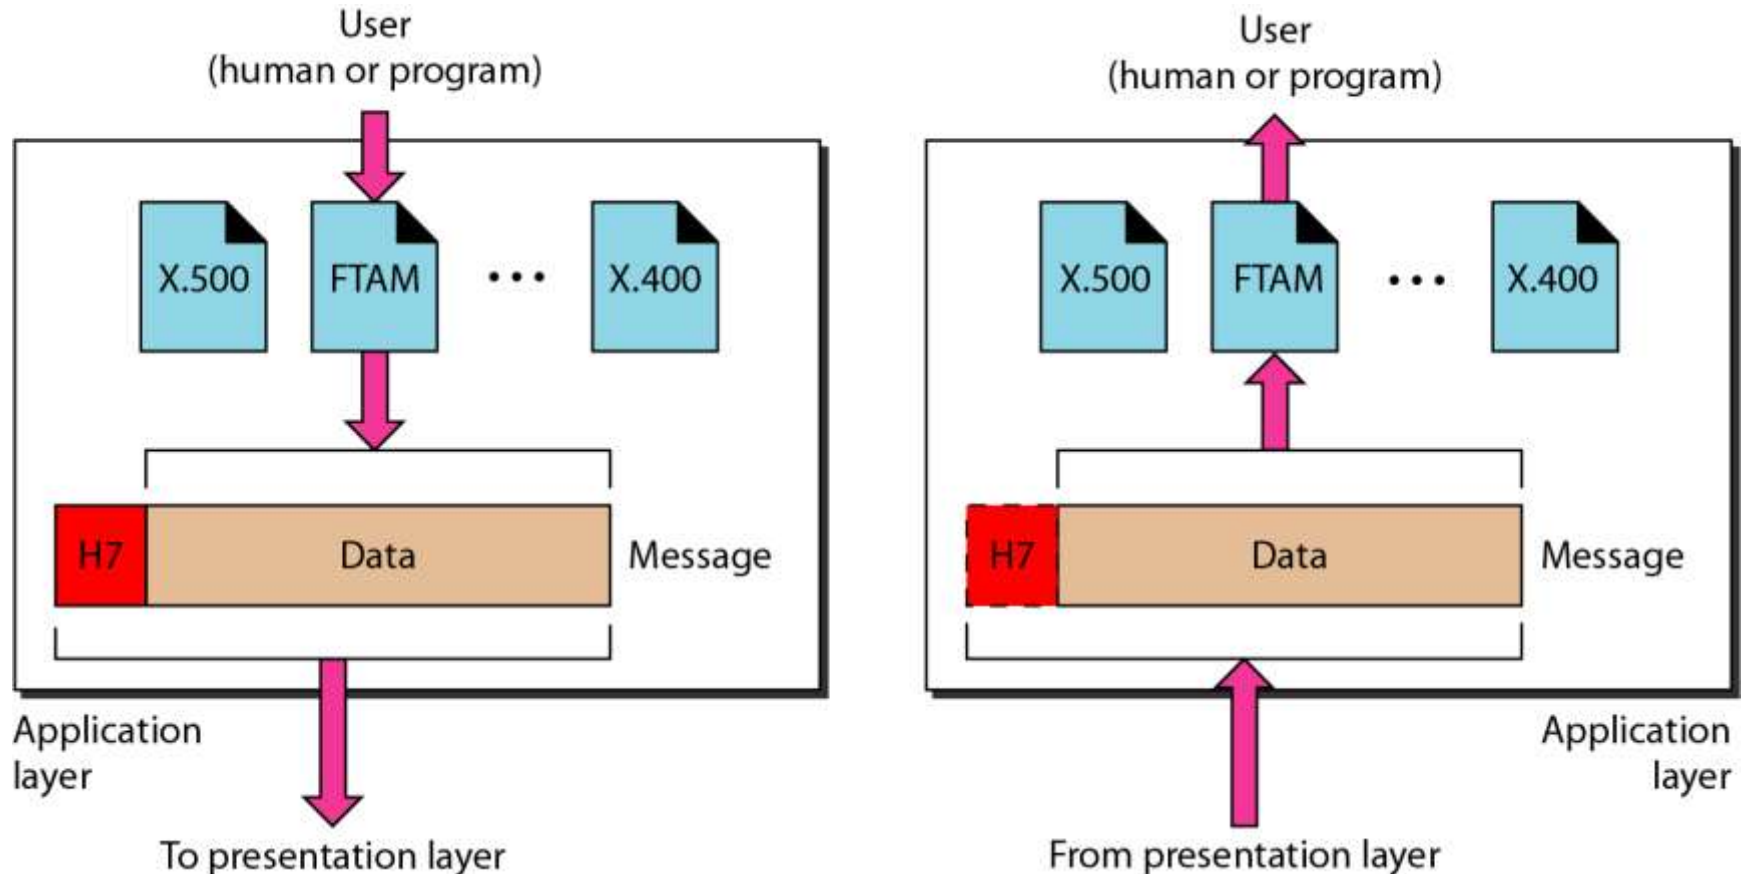 User
(human or program)
X.500
FTAM
...
X.400
H7
Data
Message
Application
layer
To presentation layer
User
(human or program)
X.500
FTAM
...
X.400
H7
Data
Message
Application
layer
From presentation layer